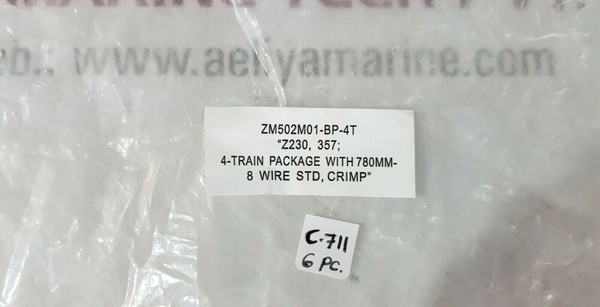 www.aeliyamarine.com
ZM502M01-BP-4T
"Z230, 357;
4-TRAIN PACKAGE WITH 780MM-
8 WIRE STD, CRIMP"
C-711
6 PC.